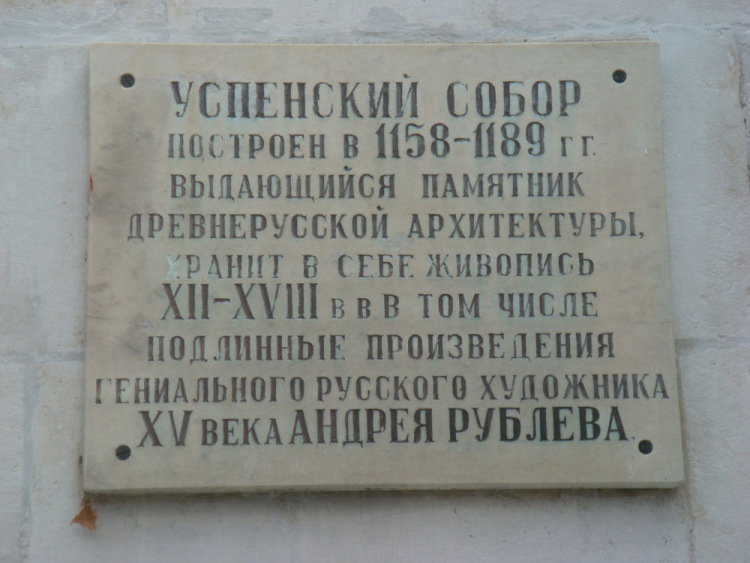 УСПЕНСКИЙ СОБОР
ПОСТРОЕН В 1158-1189 ГГ.
ВЫДАЮЩИЙСЯ ПАМЯТНИК
ДРЕВНЕРУССКОЙ АРХИТЕКТУРЫ,
ХРАНИТ В СЕБЕ ЖИВОПИСЬ
XII-XVIII ВВ В ТОМ ЧИСЛЕ
ПОДЛИННЫЕ ПРОИЗВЕДЕНИЯ
ГЕНИАЛЬНОГО РУССКОГО ХУДОЖНИКА
XV ВЕКА АНДРЕЯ РУБЛЕВА.